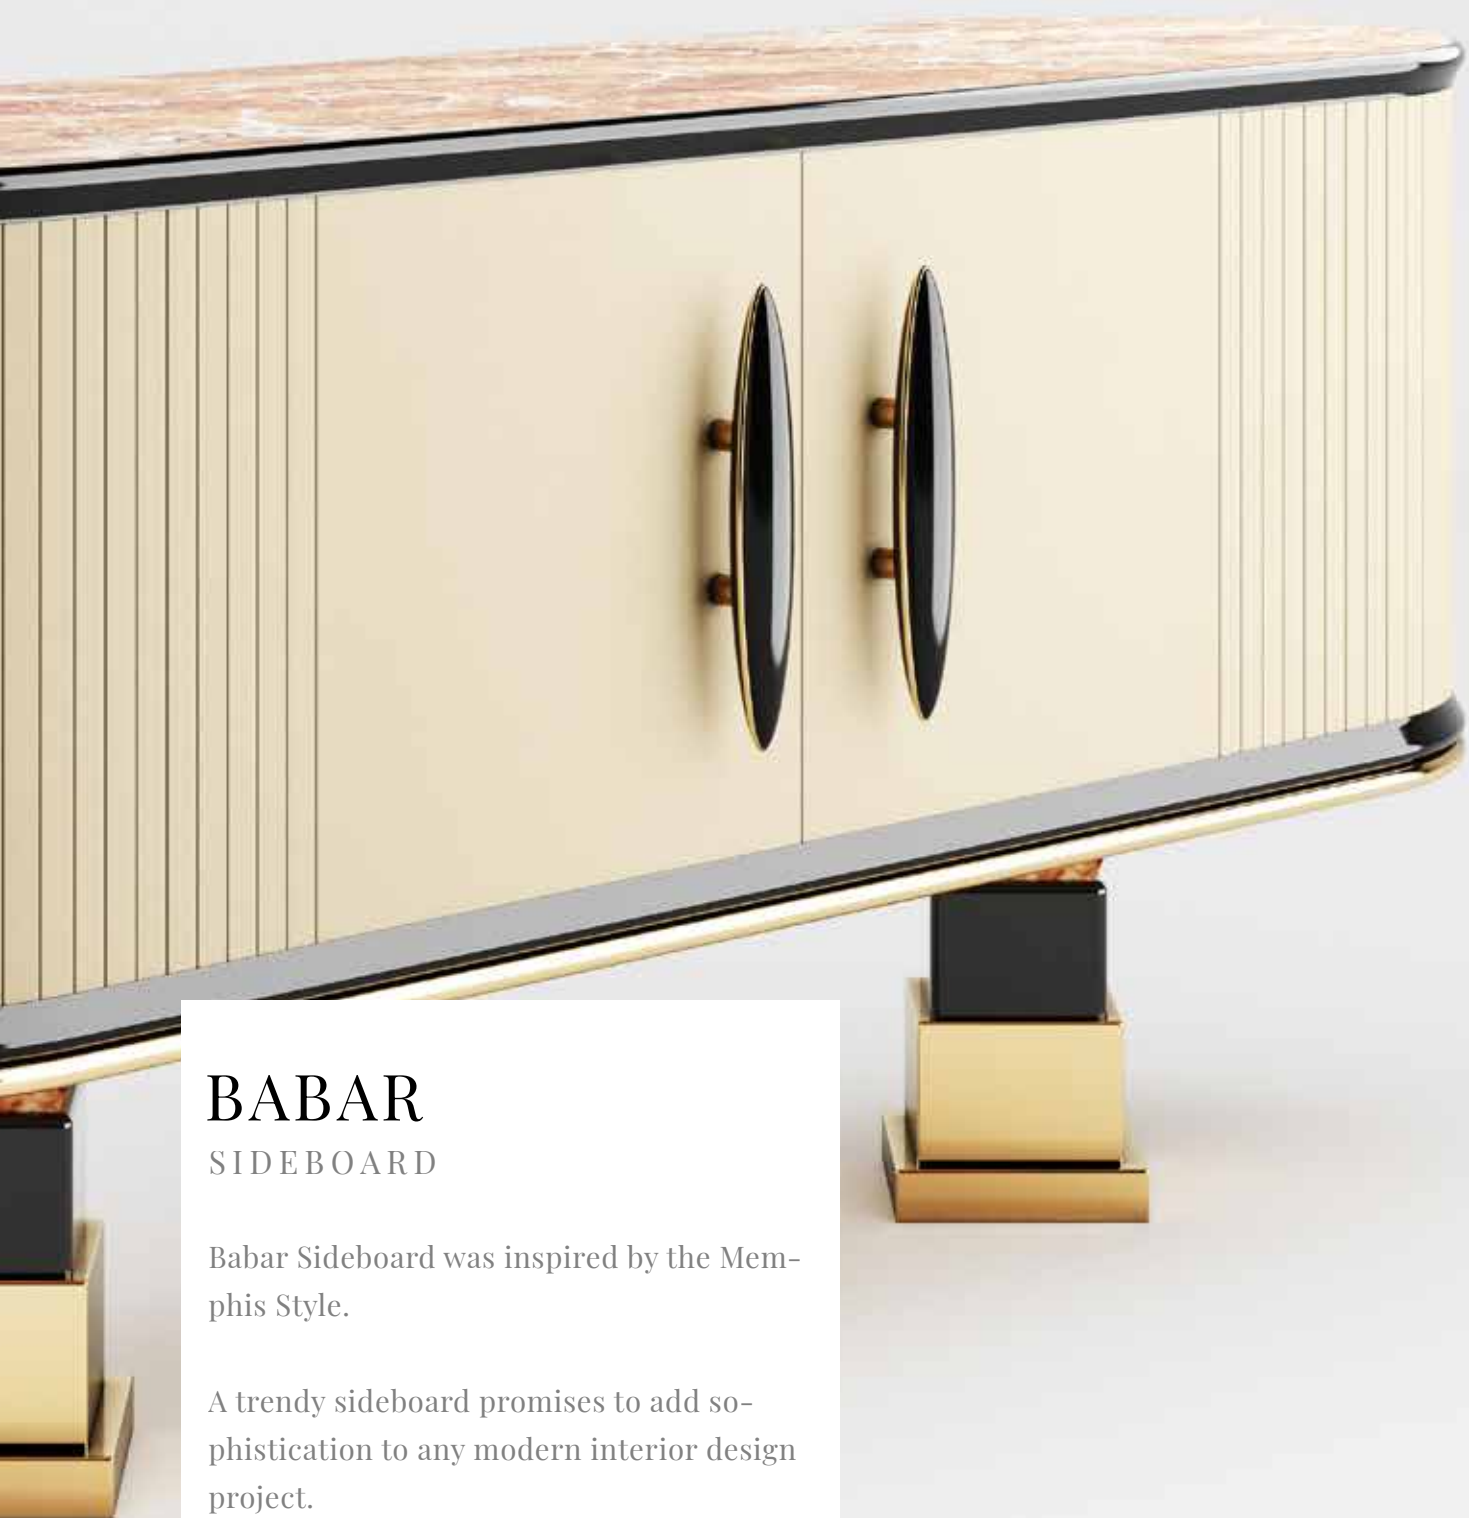 BABAR
SIDEBOARD
Babar Sideboard was inspired by the Mem-
phis Style.
A trendy sideboard promises to add so-
phistication to any modern interior design
project.